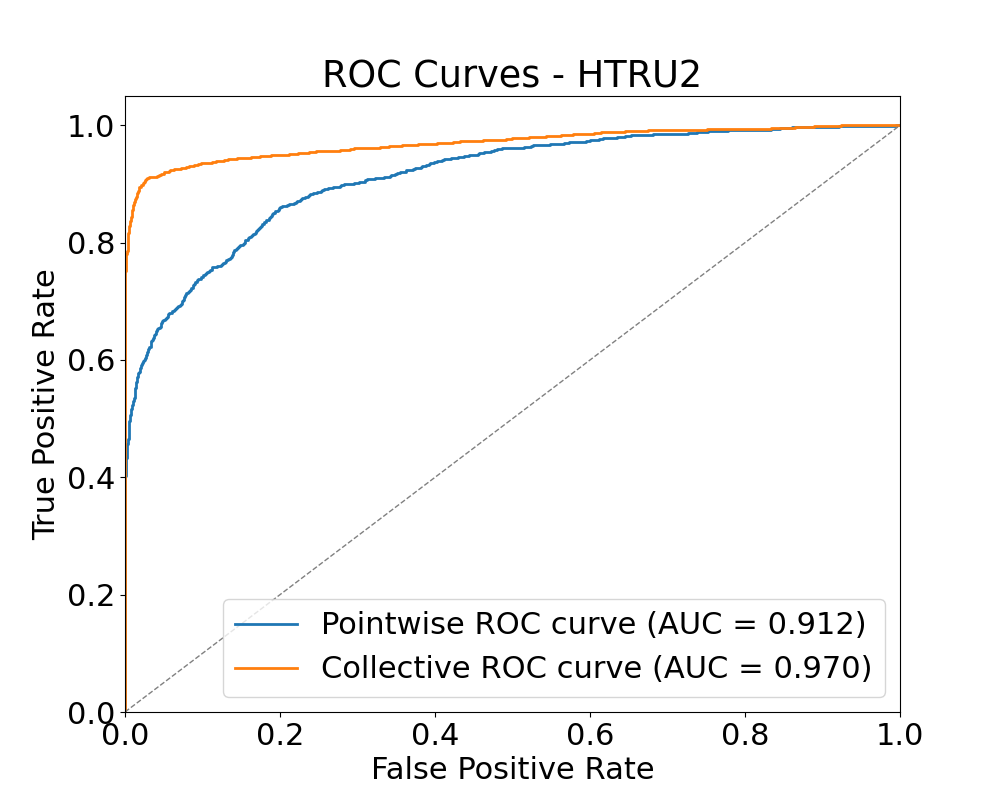 ROC Curves - HTRU2
True Positive Rate
1.0
0.8
0.6
0.4
0.2
0.0
Pointwise ROC curve (AUC = 0.912)
Collective ROC curve (AUC = 0.970)
0.0 0.2 0.4 0.6 0.8 1.0
False Positive Rate